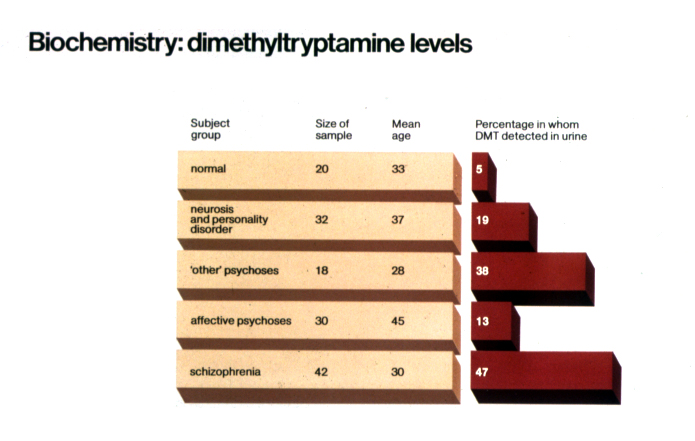 Biochemistry: dimethyltryptamine levels
Subject group Size of sample Mean age Percentage in whom DMT detected in urine
normal 20 33 5
neurosis and personality disorder 32 37 19
'other' psychoses 18 28 38
affective psychoses 30 45 13
schizophrenia 42 30 47